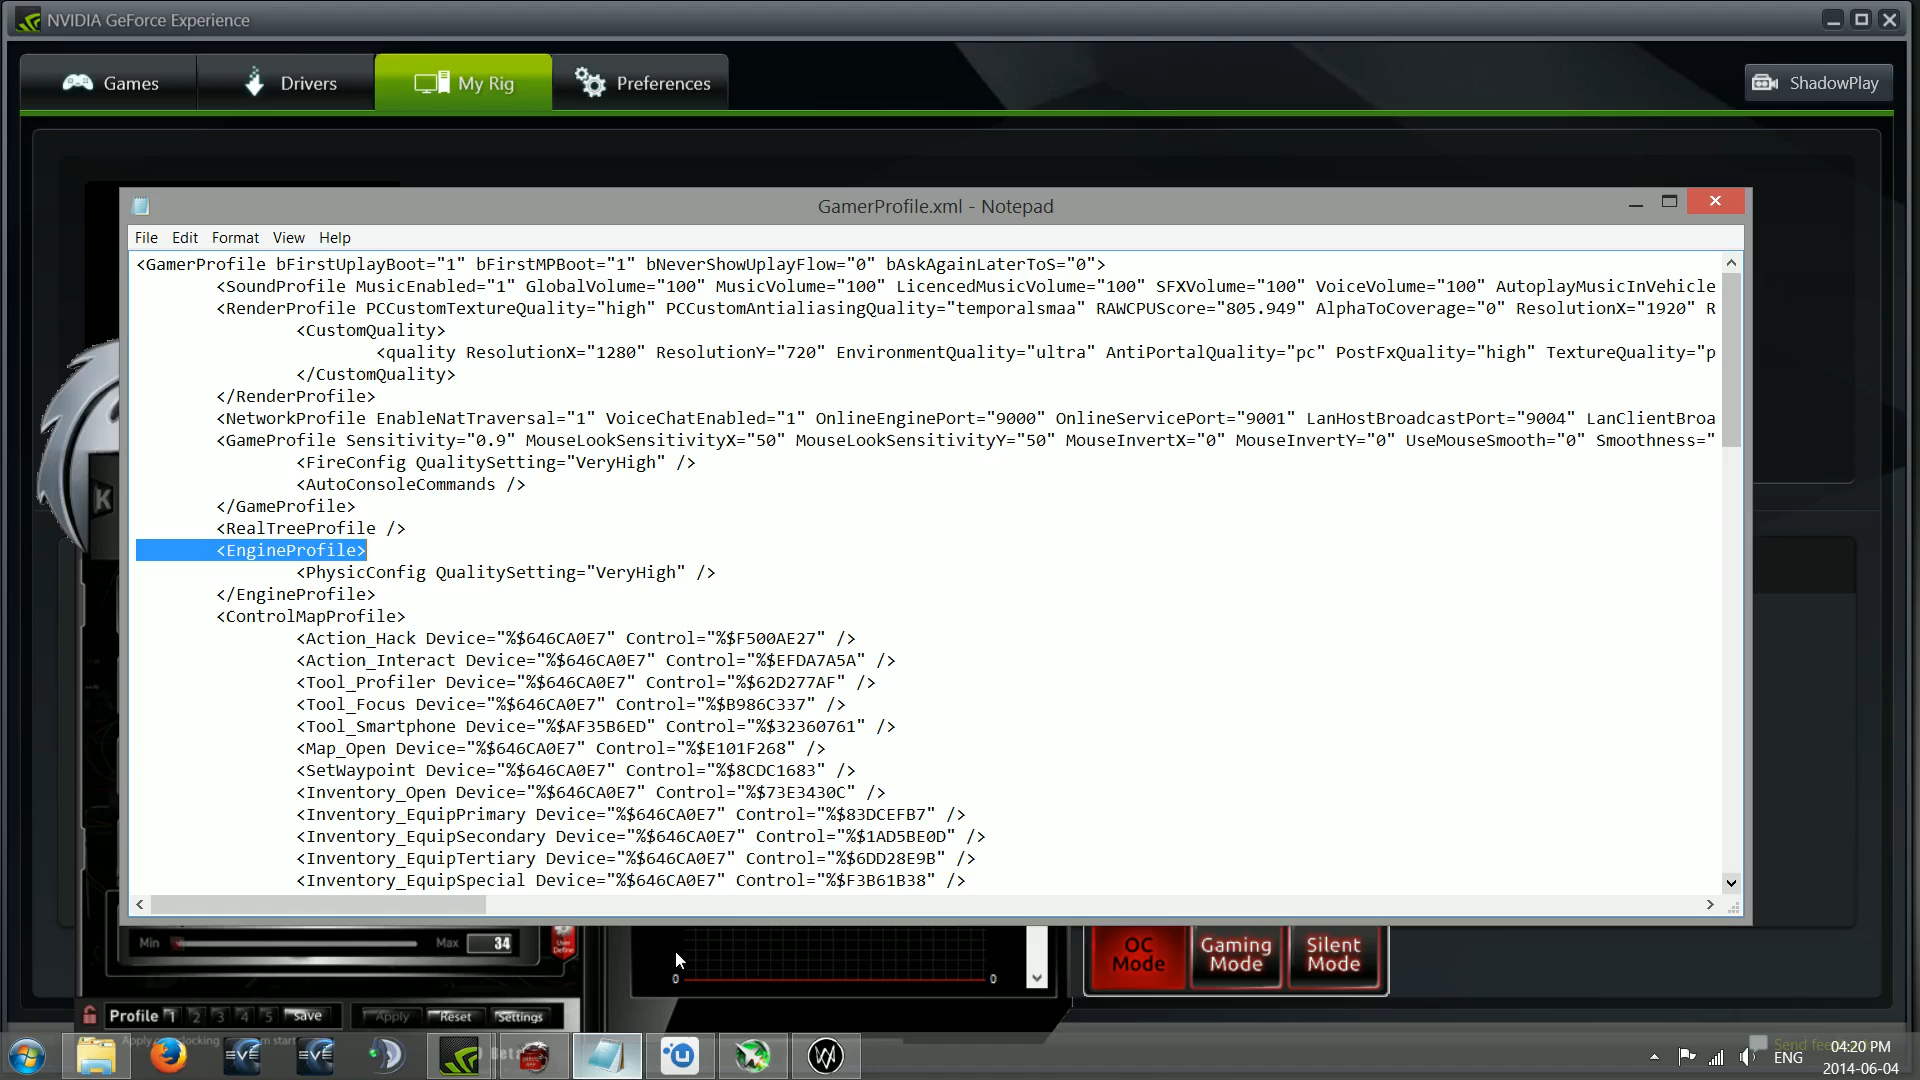 NVIDIA GeForce Experience
Games
Drivers
My Rig
Preferences
ShadowPlay
GamerProfile.xml - Notepad
File Edit Format View Help
<GamerProfile bFirstUplayBoot="1" bFirstMPBoot="1" bNeverShowUplayFlow="0" bAskAgainLaterToS="0">
<SoundProfile MusicEnabled="1" GlobalVolume="100" MusicVolume="100" LicencedMusicVolume="100" SFXVolume="100" VoiceVolume="100" AutoplayMusicInVehicle
<RenderProfile PCCustomTextureQuality="high" PCCustomAntialiasingQuality="temporalsmaa" RAWCPUScore="805.949" AlphaToCoverage="0" ResolutionX="1920" R
<CustomQuality>
<quality ResolutionX="1280" ResolutionY="720" EnvironmentQuality="ultra" AntiPortalQuality="pc" PostFxQuality="high" TextureQuality="p
</CustomQuality>
</RenderProfile>
<NetworkProfile EnableNatTraversal="1" VoiceChatEnabled="1" OnlineEnginePort="9000" OnlineServicePort="9001" LanHostBroadcastPort="9004" LanClientBroa
<GameProfile Sensitivity="0.9" MouseLookSensitivityX="50" MouseLookSensitivityY="50" MouseInvertX="0" MouseInvertY="0" UseMouseSmooth="0" Smoothness="
<FireConfig QualitySetting="VeryHigh" />
<AutoConsoleCommands />
</GameProfile>
<RealTreeProfile />
<EngineProfile>
<PhysicConfig QualitySetting="VeryHigh" />
</EngineProfile>
<ControlMapProfile>
<Action_Hack Device="%$646CA0E7" Control="%$F500AE27" />
<Action_Interact Device="%$646CA0E7" Control="%$EFDA7A5A" />
<Tool_Profiler Device="%$646CA0E7" Control="%$62D277AF" />
<Tool_Focus Device="%$646CA0E7" Control="%$B986C337" />
<Tool_Smartphone Device="%$AF35B6ED" Control="%$32360761" />
<Map_Open Device="%$646CA0E7" Control="%$E101F268" />
<SetWaypoint Device="%$646CA0E7" Control="%$8CDC1683" />
<Inventory_Open Device="%$646CA0E7" Control="%$73E3430C" />
<Inventory_EquipPrimary Device="%$646CA0E7" Control="%$83DCEFB7" />
<Inventory_EquipSecondary Device="%$646CA0E7" Control="%$1AD5BE0D" />
<Inventory_EquipTertiary Device="%$646CA0E7" Control="%$6DD28E9B" />
<Inventory_EquipSpecial Device="%$646CA0E7" Control="%$F3B61B38" />
K
Min Max 34
User Define
0 0
OC Mode
Gaming Mode
Silent Mode
Profile 1 2 3 4 5 Save Apply Reset Settings
EVE
EVE
Beta
ENG
04:20 PM
2014-06-04